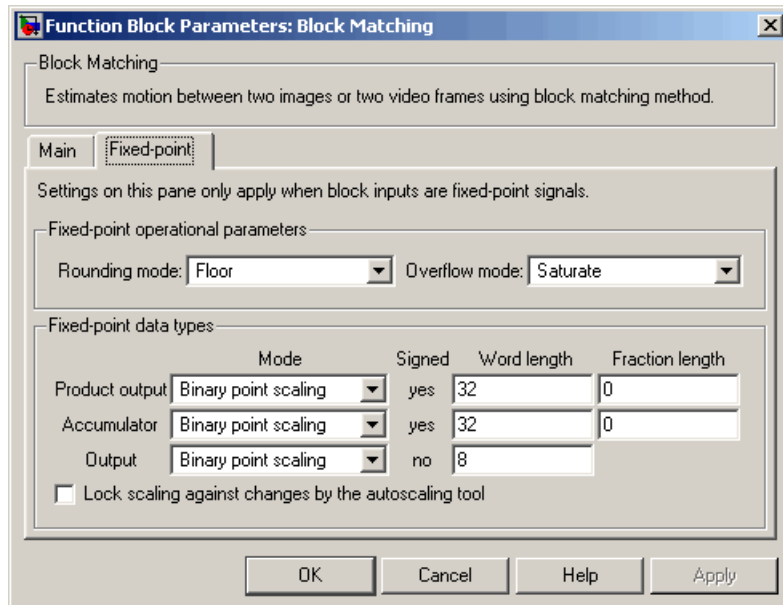 Function Block Parameters: Block Matching
Block Matching
Estimates motion between two images or two video frames using block matching method.
Main Fixed-point
Settings on this pane only apply when block inputs are fixed-point signals.
Fixed-point operational parameters
Rounding mode: Floor Overflow mode: Saturate
Fixed-point data types
Mode Signed Word length Fraction length
Product output Binary point scaling yes 32 0
Accumulator Binary point scaling yes 32 0
Output Binary point scaling no 8
Lock scaling against changes by the autoscaling tool
OK Cancel Help Apply